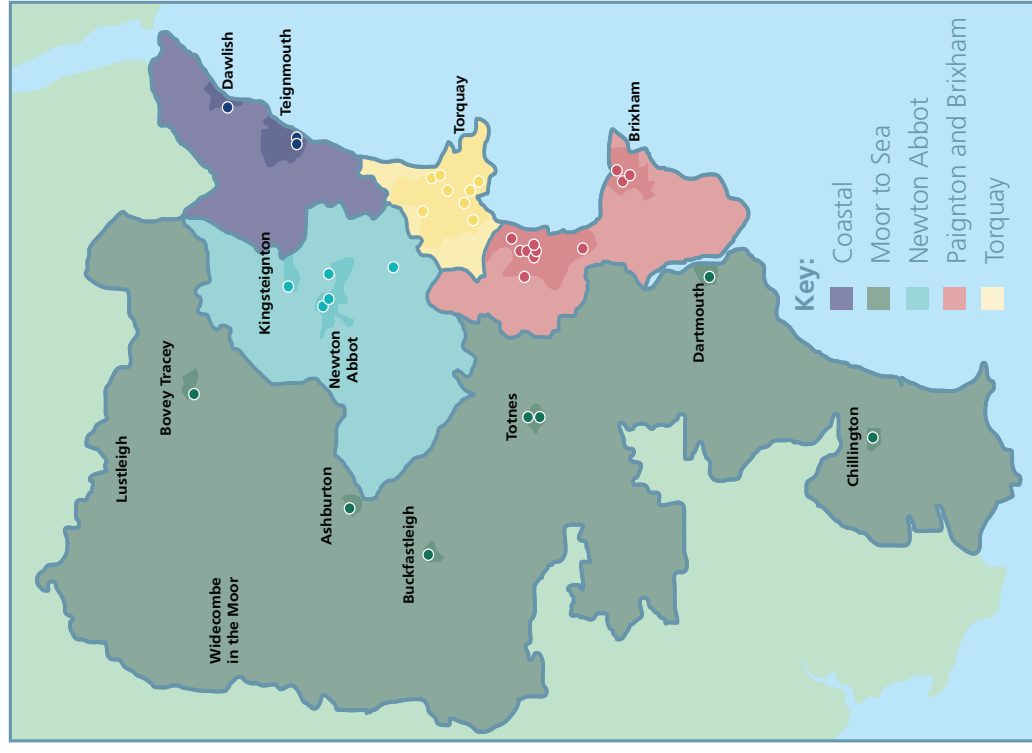 Dawlish
Teignmouth
Torquay
Brixham
Kingsteignton
Newton
Abbot
Bovey Tracey
Lustleigh
Ashburton
Buckfastleigh
Widecombe
in the Moor
Totnes
Dartmouth
Chillington
Key:
Coastal
Moor to Sea
Newton Abbot
Paignton and Brixham
Torquay